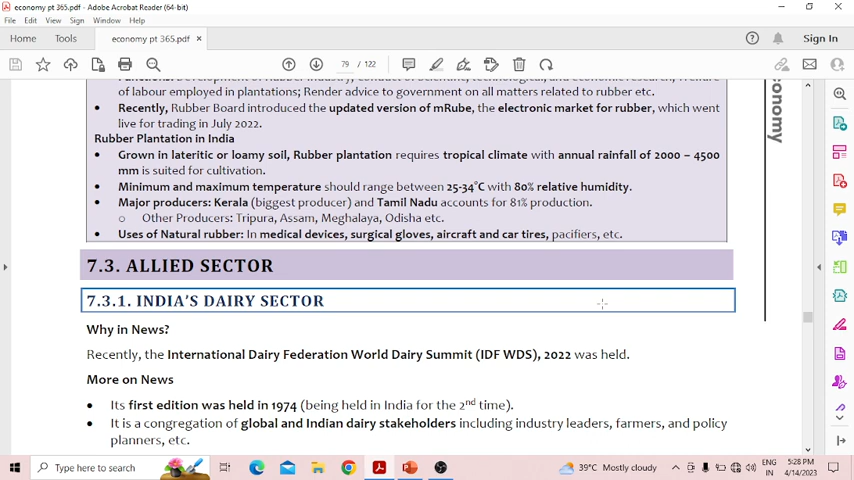 economy pt 365.pdf - Adobe Acrobat Reader (64-bit)
File Edit View Sign Window Help
Home Tools economy pt 365.pdf × Sign In
79 / 122
of labour employed in plantations; Render advice to government on all matters related to rubber etc.
• Recently, Rubber Board introduced the updated version of mRube, the electronic market for rubber, which went
live for trading in July 2022.
Rubber Plantation in India
• Grown in lateritic or loamy soil, Rubber plantation requires tropical climate with annual rainfall of 2000 – 4500
mm is suited for cultivation.
• Minimum and maximum temperature should range between 25-34°C with 80% relative humidity.
• Major producers: Kerala (biggest producer) and Tamil Nadu accounts for 81% production.
o Other Producers: Tripura, Assam, Meghalaya, Odisha etc.
• Uses of Natural rubber: In medical devices, surgical gloves, aircraft and car tires, pacifiers, etc.
7.3. ALLIED SECTOR
7.3.1. INDIA'S DAIRY SECTOR
Why in News?
Recently, the International Dairy Federation World Dairy Summit (IDF WDS), 2022 was held.
More on News
• Its first edition was held in 1974 (being held in India for the 2nd time).
• It is a congregation of global and Indian dairy stakeholders including industry leaders, farmers, and policy
planners, etc.
onomy
Type here to search
39°C Mostly cloudy
ENG
IN
5:28 PM
4/14/2023